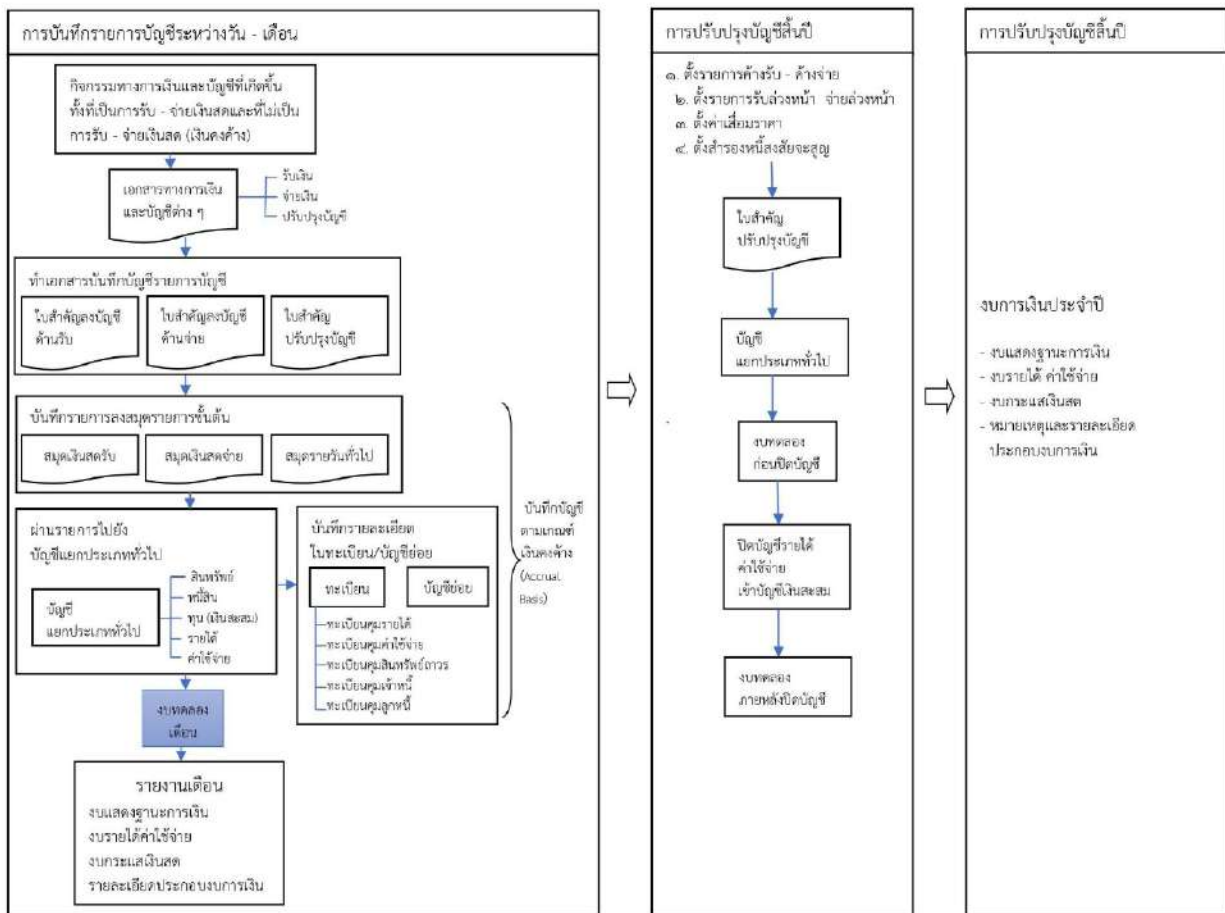 การบันทึกรายการบัญชีระหว่างวัน - เดือน
กิจกรรมทางการเงินและบัญชีที่เกิดขึ้น
ทั้งที่เป็นการรับ - จ่ายเงินสดและที่ไม่เป็น
การรับ - จ่ายเงินสด (เงินคงค้าง)
เอกสารทางการเงิน
และบัญชีต่าง ๆ
รับเงิน
จ่ายเงิน
ปรับปรุงบัญชี
ทำเอกสารบันทึกบัญชีรายการบัญชี
ใบสำคัญลงบัญชี
ด้านรับ
ใบสำคัญลงบัญชี
ด้านจ่าย
ใบสำคัญ
ปรับปรุงบัญชี
บันทึกรายการลงสมุดรายการขั้นต้น
สมุดเงินสดรับ
สมุดเงินสดจ่าย
สมุดรายวันทั่วไป
ผ่านรายการไปยัง
บัญชีแยกประเภททั่วไป
บัญชี
แยกประเภททั่วไป
สินทรัพย์
หนี้สิน
ทุน (เงินสะสม)
รายได้
ค่าใช้จ่าย
บันทึกรายละเอียด
ในทะเบียน/บัญชีย่อย
ทะเบียน
บัญชีย่อย
ทะเบียนคุมรายได้
ทะเบียนคุมค่าใช้จ่าย
ทะเบียนคุมสินทรัพย์ถาวร
ทะเบียนคุมเจ้าหนี้
ทะเบียนคุมลูกหนี้
บันทึกบัญชี
ตามเกณฑ์
เงินคงค้าง
(Accrual
Basis)
งบทดลอง
เดือน
รายงานเดือน
งบแสดงฐานะการเงิน
งบรายได้ค่าใช้จ่าย
งบกระแสเงินสด
รายละเอียดประกอบงบการเงิน
การปรับปรุงบัญชีสิ้นปี
๑. ตั้งรายการค้างรับ - ค้างจ่าย
๒. ตั้งรายการรับล่วงหน้า จ่ายล่วงหน้า
๓. ตั้งค่าเสื่อมราคา
๔. ตั้งสำรองหนี้สงสัยจะสูญ
ใบสำคัญ
ปรับปรุงบัญชี
บัญชี
แยกประเภททั่วไป
งบทดลอง
ก่อนปิดบัญชี
ปิดบัญชีรายได้
ค่าใช้จ่าย
เข้าบัญชีเงินสะสม
งบทดลอง
ภายหลังปิดบัญชี
การปรับปรุงบัญชีสิ้นปี
งบการเงินประจำปี
- งบแสดงฐานะการเงิน
- งบรายได้ ค่าใช้จ่าย
- งบกระแสเงินสด
- หมายเหตุและรายละเอียด
ประกอบงบการเงิน